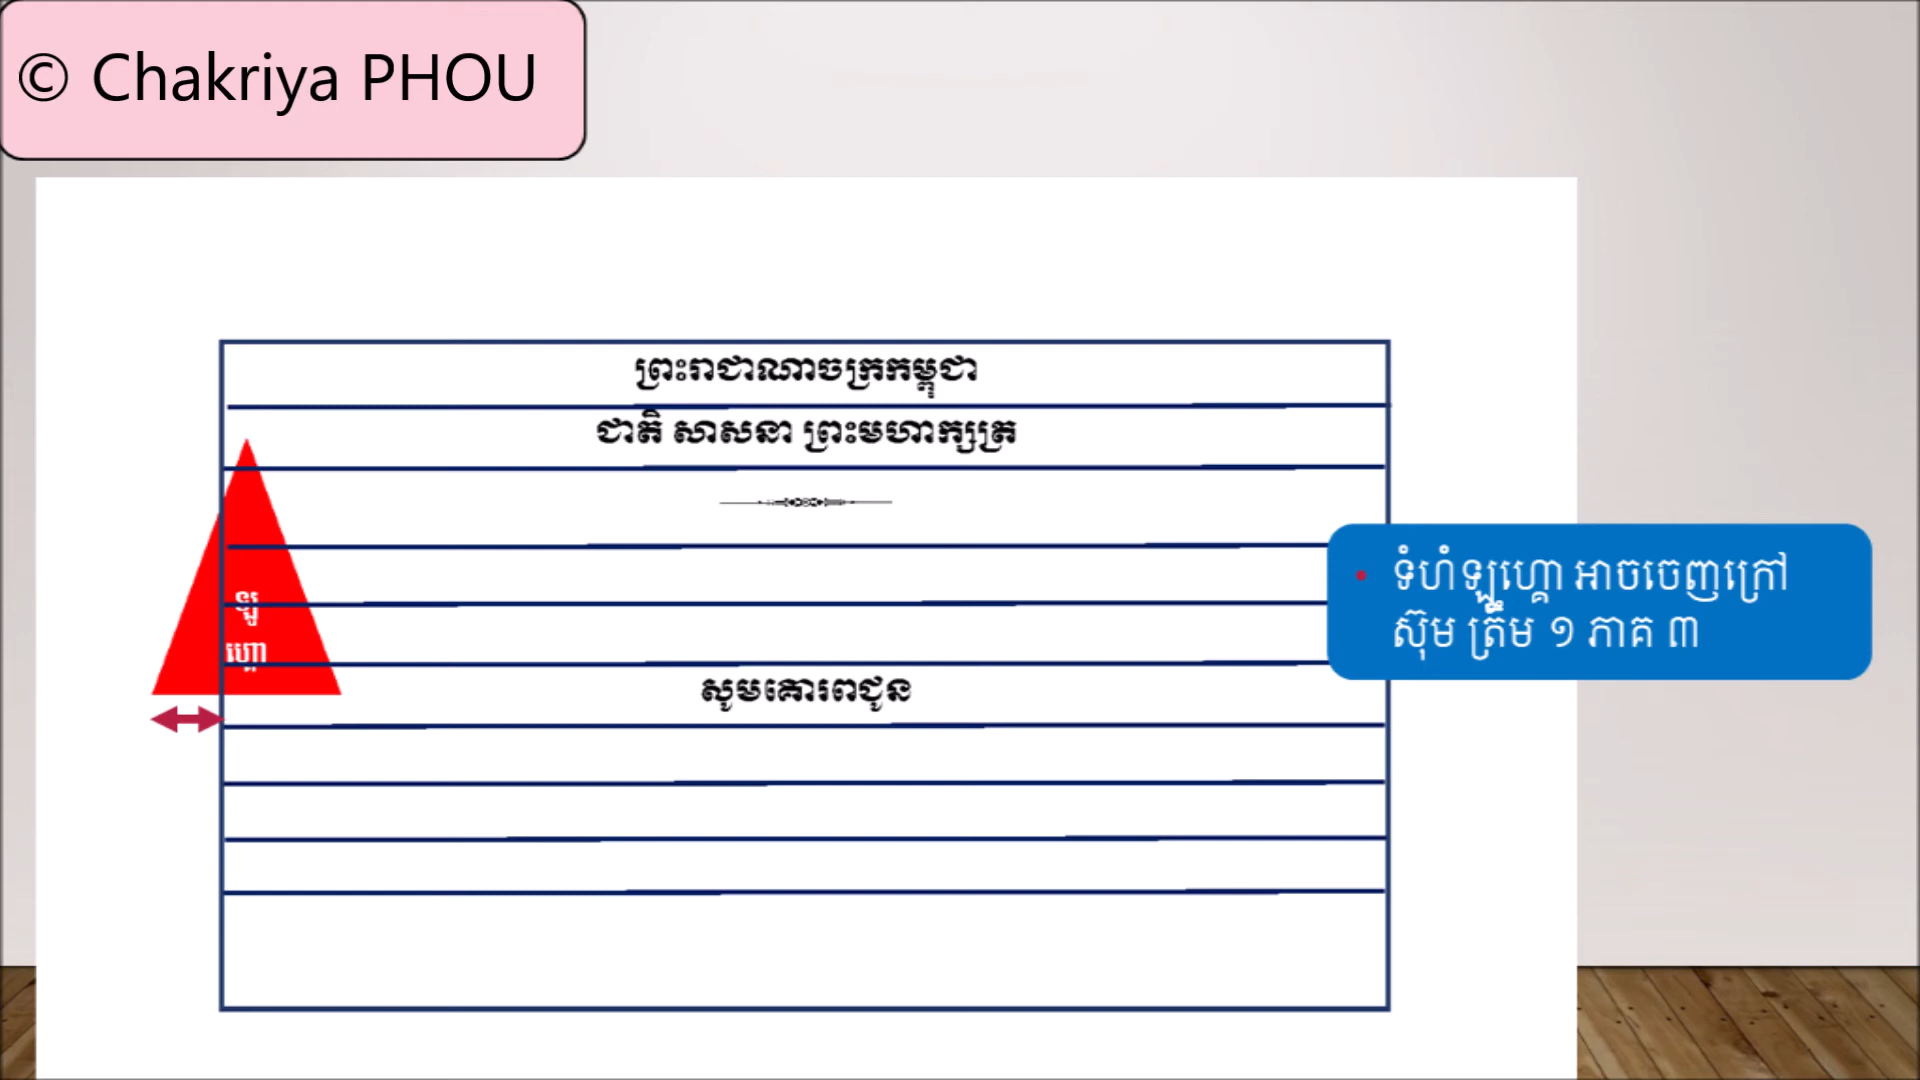 © Chakriya PHOU
ព្រះរាជាណាចក្រកម្ពុជា
ជាតិ សាសនា ព្រះមហាក្សត្រ
ឡូ
ហ្គោ
• ទំហំឡូហ្គោ អាចចេញក្រៅ
ស៊ុម ត្រឹម ១ ភាគ ៣
សូមគោរពជូន